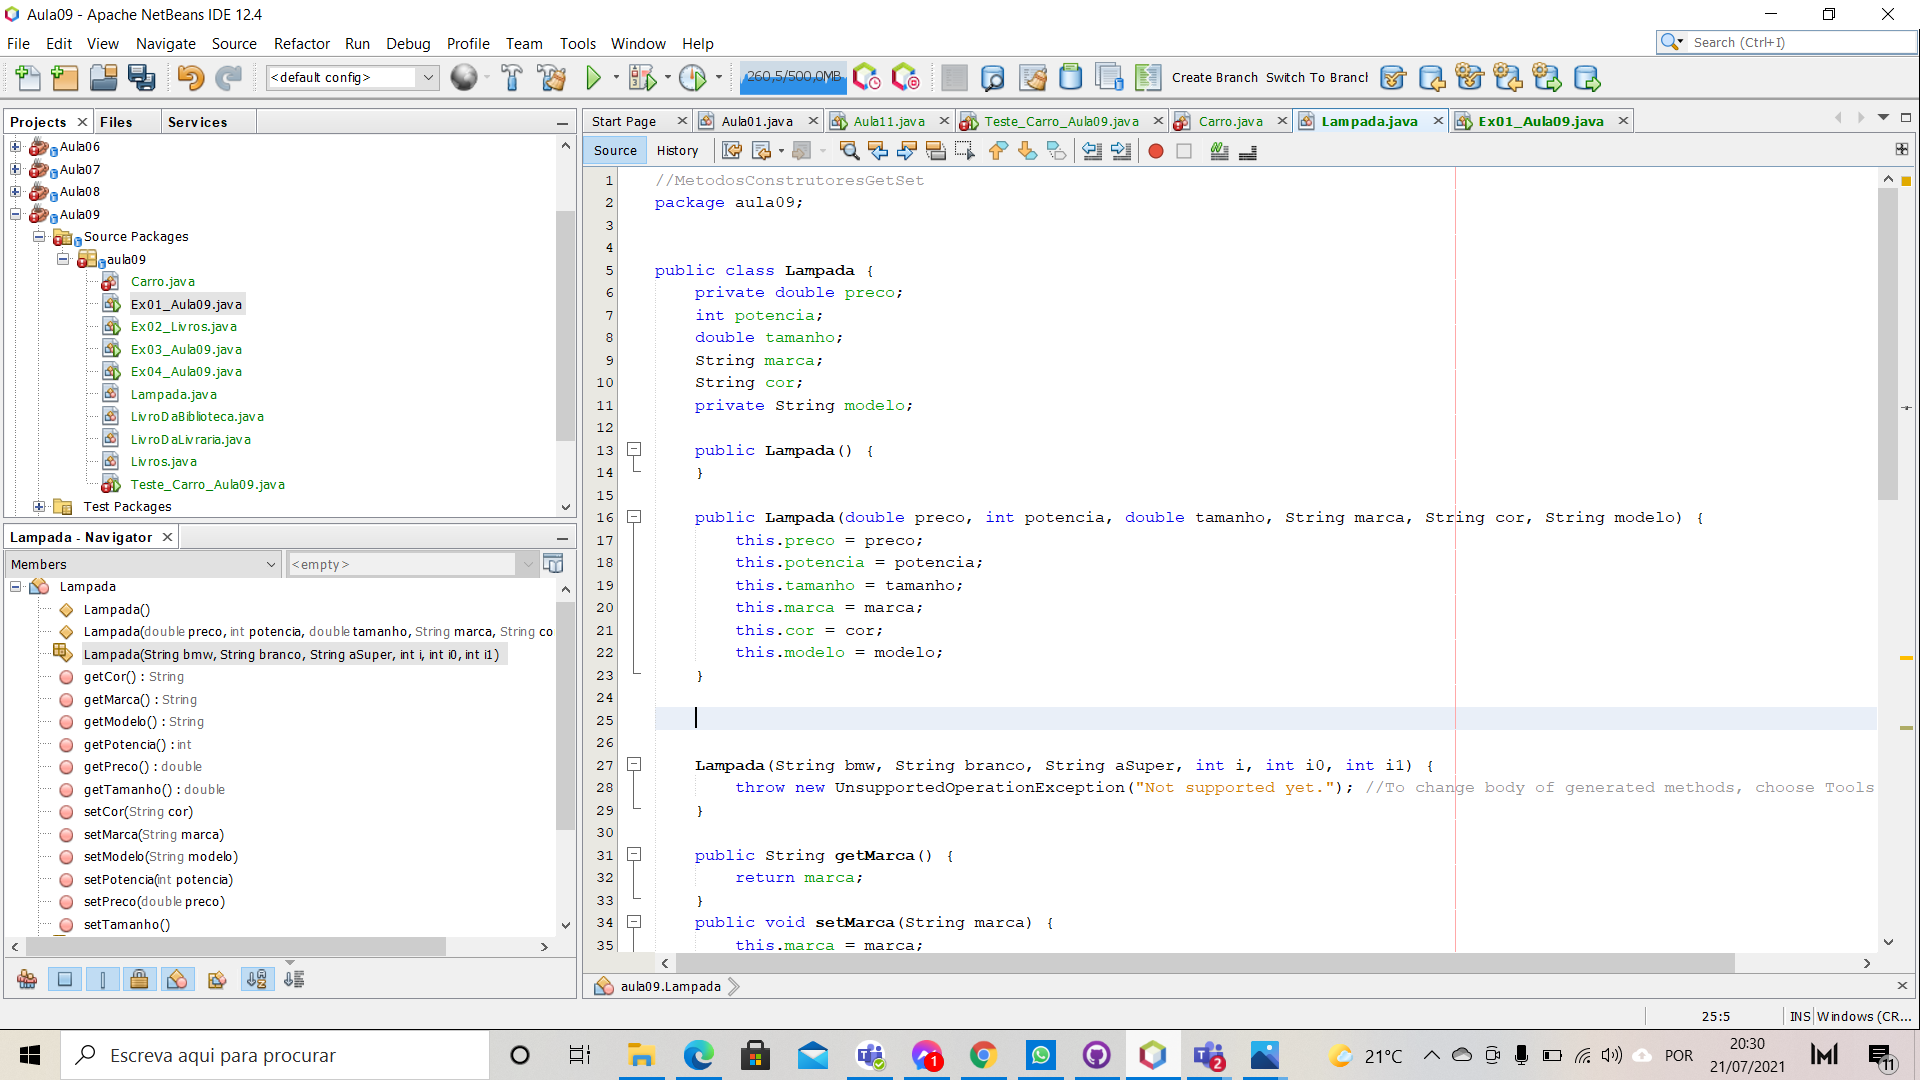 Aula09 - Apache NetBeans IDE 12.4
File Edit View Navigate Source Refactor Run Debug Profile Team Tools Window Help
Search (Ctrl+I)
<default config>
260,5/500,0MB
Create Branch Switch To Branch
Projects Files Services
Aula06
Aula07
Aula08
Aula09
Source Packages
aula09
Carro.java
Ex01_Aula09.java
Ex02_Livros.java
Ex03_Aula09.java
Ex04_Aula09.java
Lampada.java
LivroDaBiblioteca.java
LivroDaLivraria.java
Livros.java
Teste_Carro_Aula09.java
Test Packages
Lampada - Navigator
Members
<empty>
Lampada
Lampada()
Lampada(double preco, int potencia, double tamanho, String marca, String co
Lampada(String bmw, String branco, String aSuper, int i, int i0, int i1)
getCor() : String
getMarca() : String
getModelo() : String
getPotencia() : int
getPreco() : double
getTamanho() : double
setCor(String cor)
setMarca(String marca)
setModelo(String modelo)
setPotencia(int potencia)
setPreco(double preco)
setTamanho()
Start Page Aula01.java Aula11.java Teste_Carro_Aula09.java Carro.java Lampada.java Ex01_Aula09.java
Source History
1 //MetodosConstrutoresGetSet
2 package aula09;
3
4
5 public class Lampada {
6 private double preco;
7 int potencia;
8 double tamanho;
9 String marca;
10 String cor;
11 private String modelo;
12
13 public Lampada() {
14 }
15
16 public Lampada(double preco, int potencia, double tamanho, String marca, String cor, String modelo) {
17 this.preco = preco;
18 this.potencia = potencia;
19 this.tamanho = tamanho;
20 this.marca = marca;
21 this.cor = cor;
22 this.modelo = modelo;
23 }
24
25
26
27 Lampada(String bmw, String branco, String aSuper, int i, int i0, int i1) {
28 throw new UnsupportedOperationException("Not supported yet."); //To change body of generated methods, choose Tools
29 }
30
31 public String getMarca() {
32 return marca;
33 }
34 public void setMarca(String marca) {
35 this.marca = marca;
aula09.Lampada
25:5 INS Windows (CR...
Escreva aqui para procurar
1
2
21°C
POR
20:30
21/07/2021
11